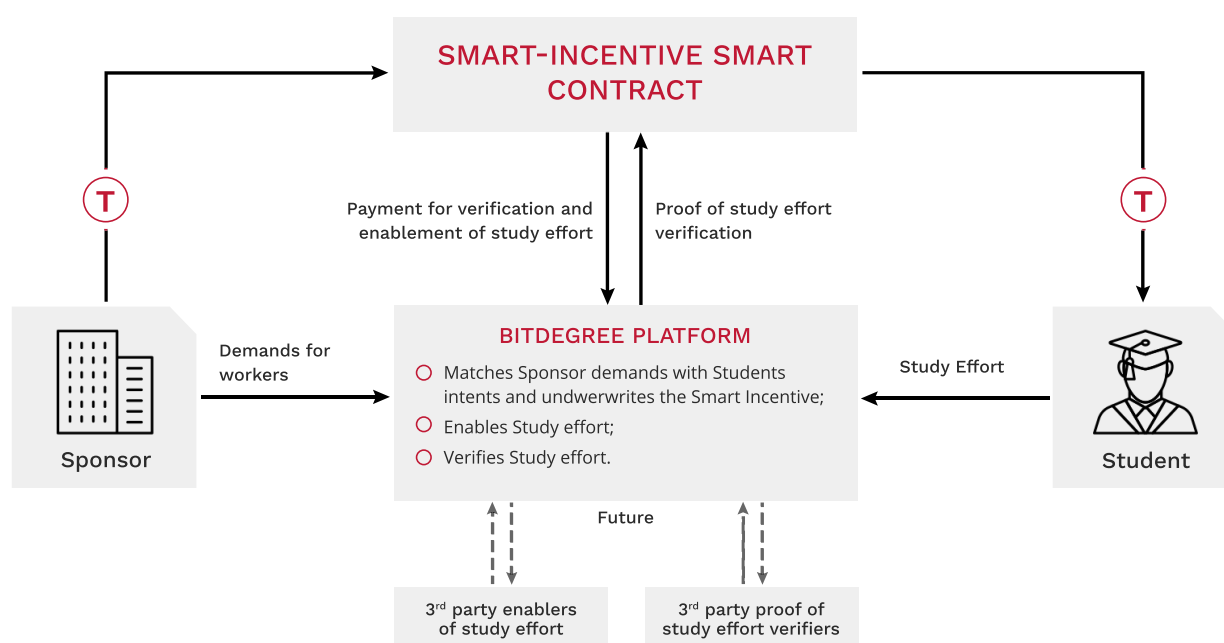 SMART-INCENTIVE SMART
CONTRACT
T
T
Payment for verification and
enablement of study effort
Proof of study effort
verification
Sponsor
Demands for
workers
BITDEGREE PLATFORM
Matches Sponsor demands with Students
intents and undwerwrites the Smart Incentive;
Enables Study effort;
Verifies Study effort.
Study Effort
Student
Future
3rd party enablers
of study effort
3rd party proof of
study effort verifiers